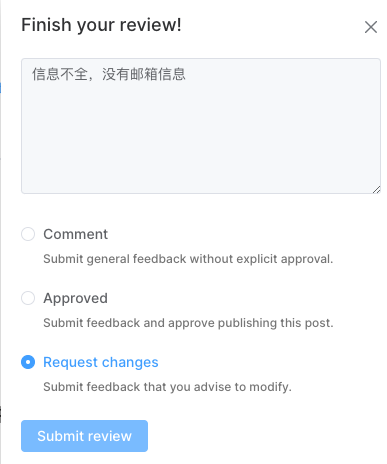 Finish your review!
信息不全，没有邮箱信息
Comment
Submit general feedback without explicit approval.
Approved
Submit feedback and approve publishing this post.
Request changes
Submit feedback that you advise to modify.
Submit review